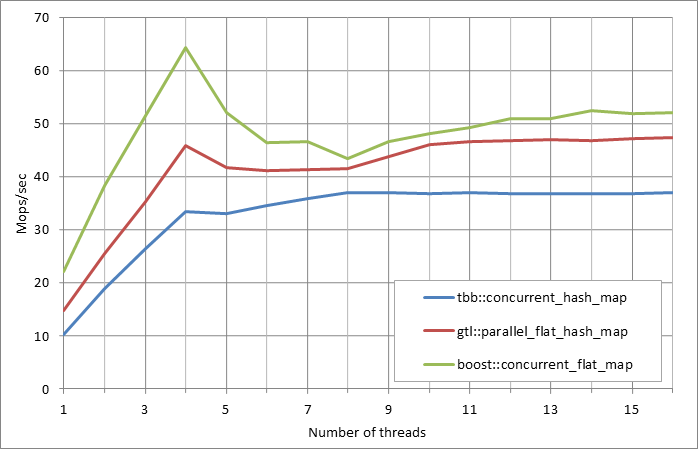 70
60
50
40
30
20
10
0
Mops/sec
tbb::concurrent_hash_map
gtl::parallel_flat_hash_map
boost::concurrent_flat_map
1 3 5 7 9 11 13 15
Number of threads